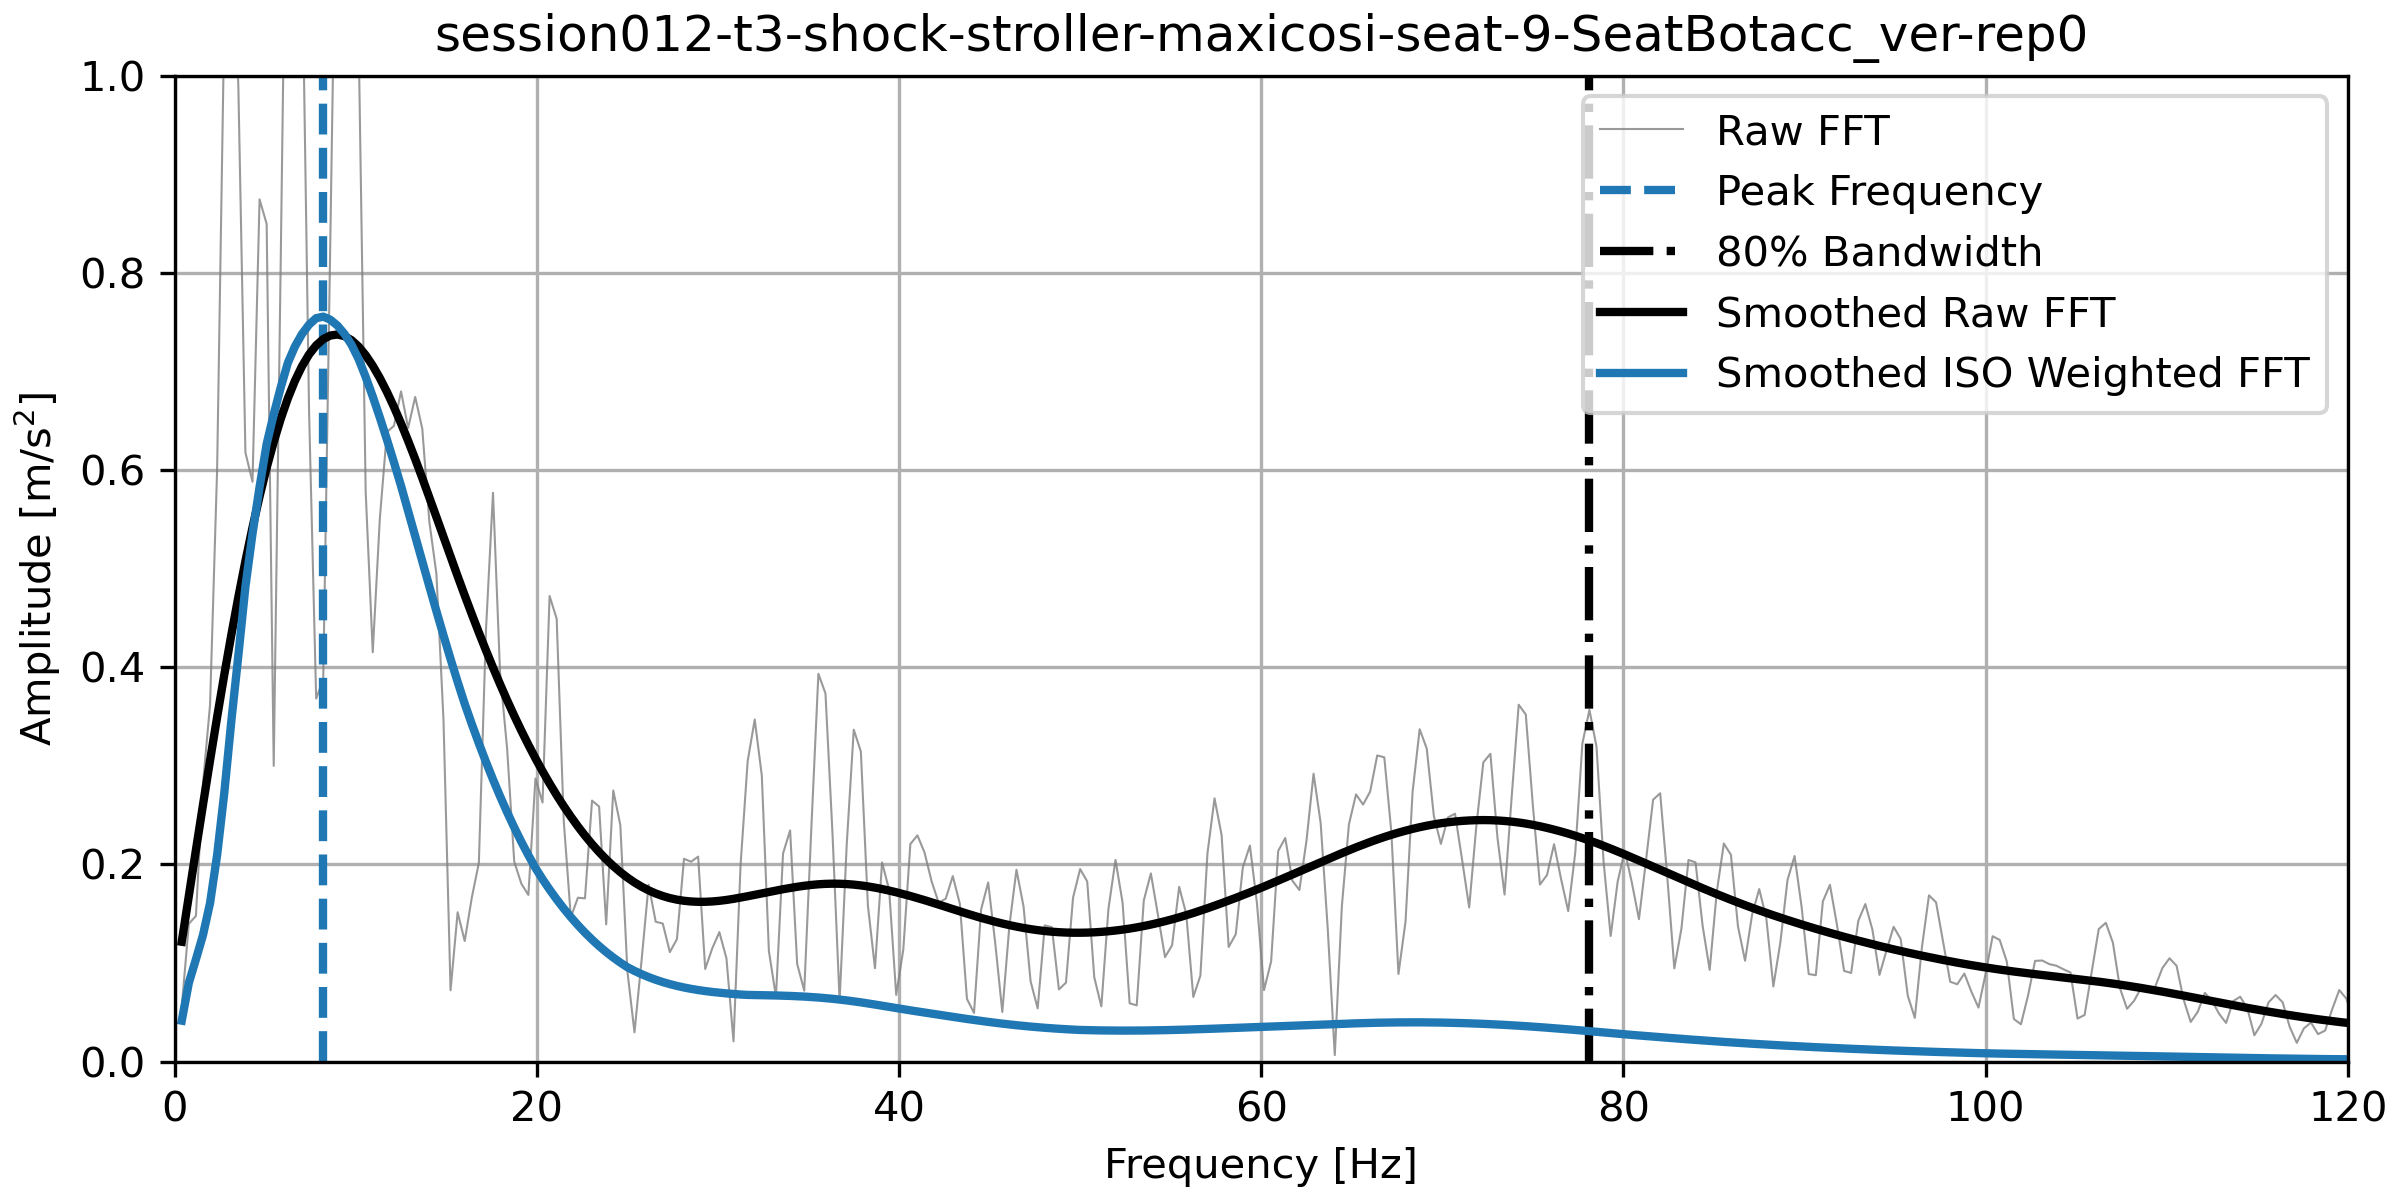 session012-t3-shock-stroller-maxicosi-seat-9-SeatBotacc_ver-rep0
1.0
0.8
0.6
0.4
0.2
0.0
Amplitude [m/s²]
Raw FFT
Peak Frequency
80% Bandwidth
Smoothed Raw FFT
Smoothed ISO Weighted FFT
0 20 40 60 80 100 120
Frequency [Hz]